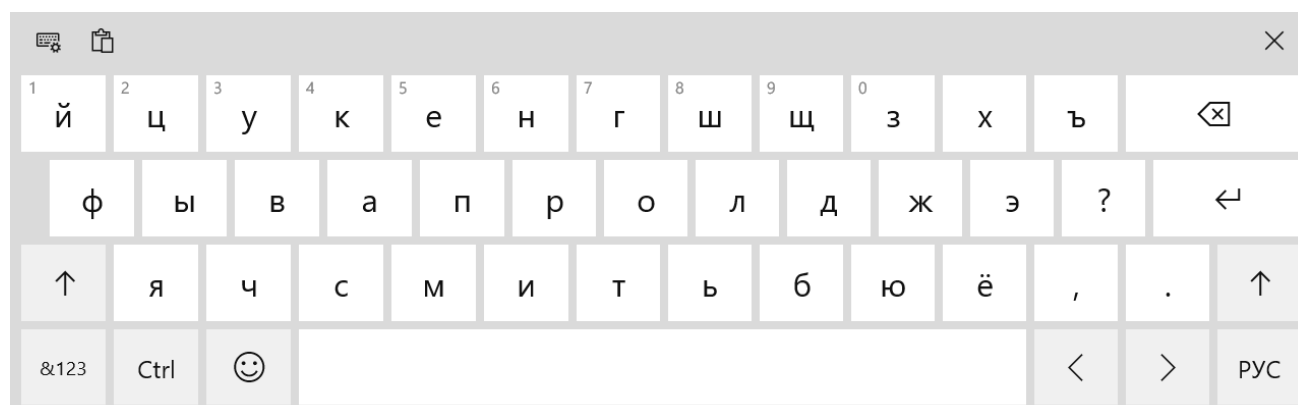 1 й 2 ц 3 у 4 к 5 е 6 н 7 г 8 ш 9 щ 0 з х ъ
ф ы в а п р о л д ж э ?
я ч с м и т ь б ю ё , .
&123 Ctrl РУС